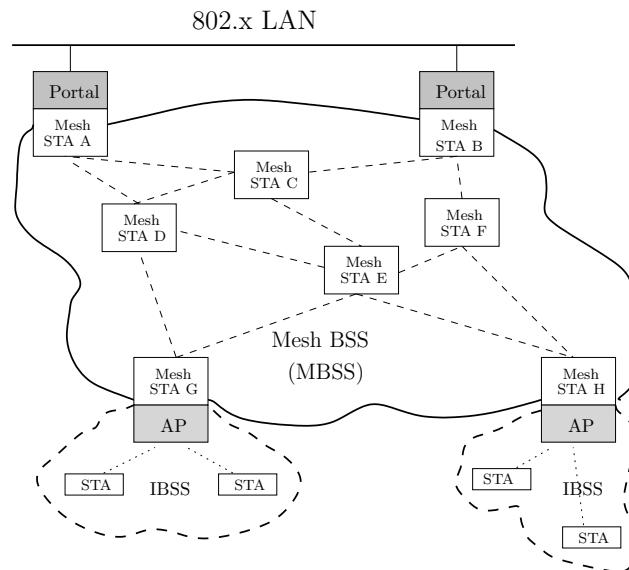 802.x LAN
Portal
Portal
Mesh
STA A
Mesh
STA B
Mesh
STA C
Mesh
STA D
Mesh
STA F
Mesh
STA E
Mesh BSS
(MBSS)
Mesh
STA G
Mesh
STA H
AP
AP
STA
IBSS
STA
STA
IBSS
STA